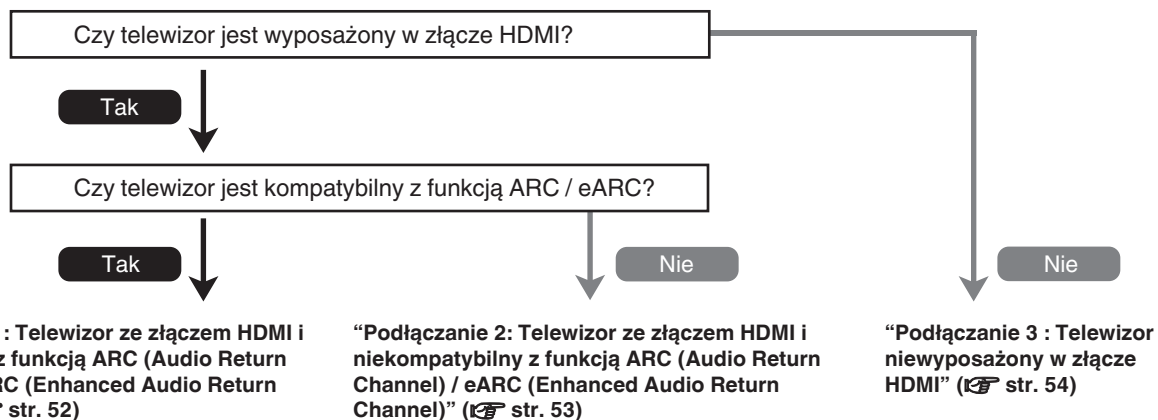 Czy telewizor jest wyposażony w złącze HDMI?
Tak
Czy telewizor jest kompatybilny z funkcją ARC / eARC?
Tak
Nie
Nie
: Telewizor ze złączem HDMI i
z funkcją ARC (Audio Return
RC (Enhanced Audio Return
str. 52)
“Podłączanie 2: Telewizor ze złączem HDMI i
niekompatybilny z funkcją ARC (Audio Return
Channel) / eARC (Enhanced Audio Return
Channel)” (☞ str. 53)
“Podłączanie 3 : Telewizor
niewyposażony w złącze
HDMI” (☞ str. 54)